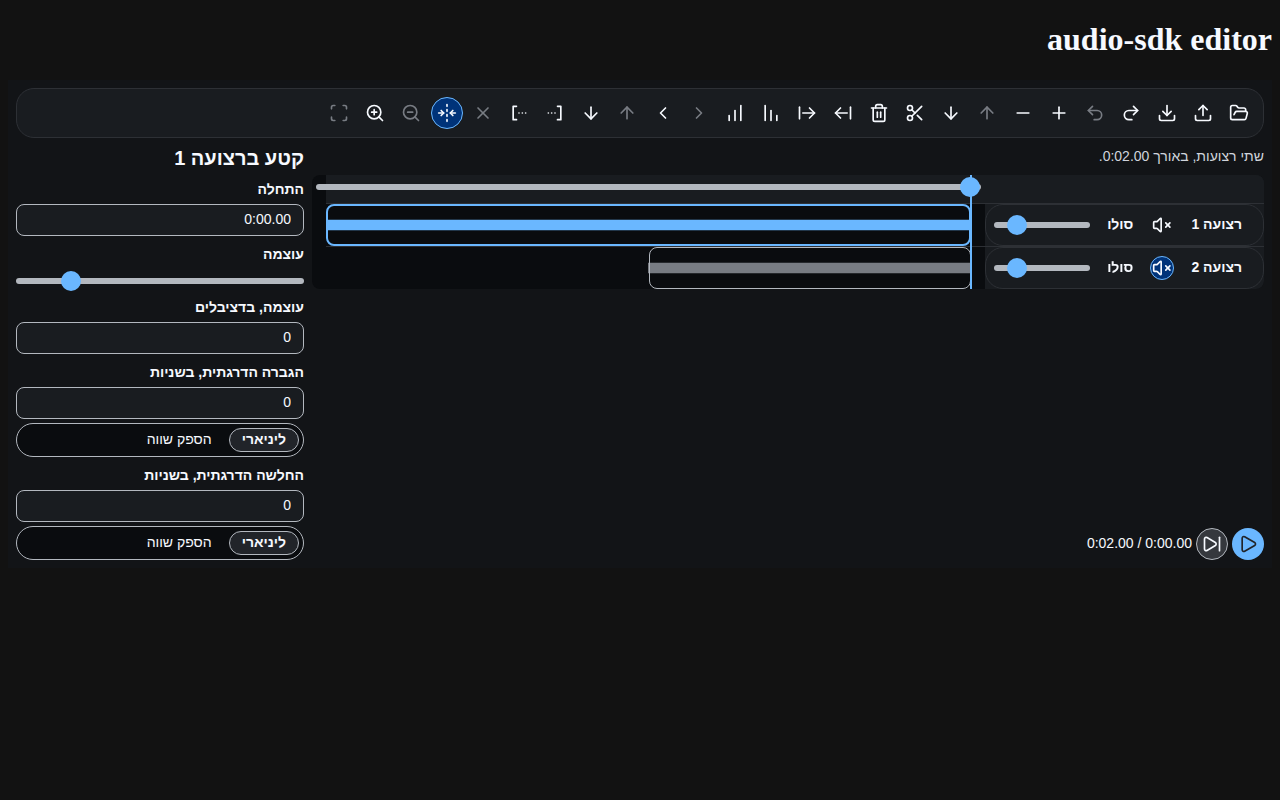 audio-sdk editor
שתי רצועות, באורך 0:02.00.
רצועה 1
סולו
רצועה 2
סולו
0:00.00 / 0:02.00
קטע ברצועה 1
התחלה
0:00.00
עוצמה
עוצמה, בדציבלים
0
הגברה הדרגתית, בשניות
0
ליניארי הספק שווה
החלשה הדרגתית, בשניות
0
ליניארי הספק שווה